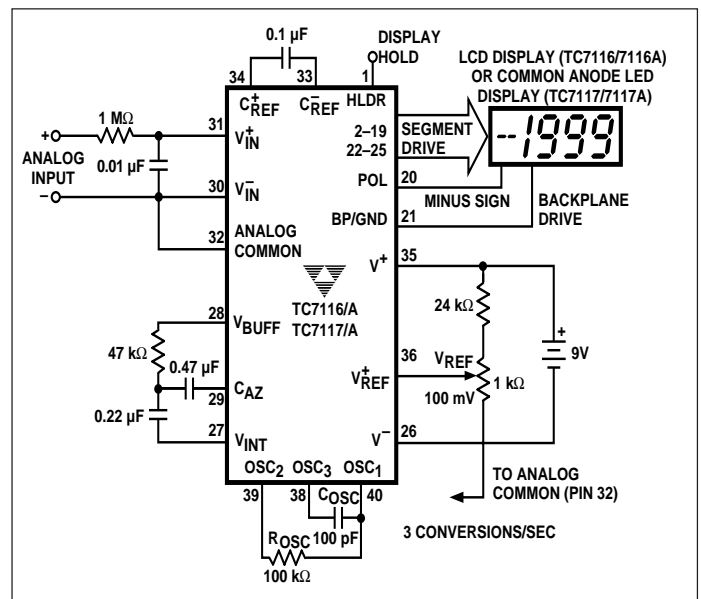 0.1 µF
DISPLAY
HOLD
LCD DISPLAY (TC7116/7116A)
OR COMMON ANODE LED
DISPLAY (TC7117/7117A)
34
33
1
C+REF
C–REF
HLDR
1 MΩ
31
V+IN
+
ANALOG
INPUT
–
0.01 µF
30
V–IN
32
ANALOG
COMMON
2–19
22–25
SEGMENT
DRIVE
-1999
POL
20
MINUS SIGN
BP/GND
21
BACKPLANE
DRIVE
V+
35
TC7116/A
TC7117/A
24 kΩ
+
9V
28
VBUFF
47 kΩ
0.47 µF
CAZ
29
0.22 µF
27
VINT
36
VREF
V+REF
100 mV
1 kΩ
V–
26
OSC2
OSC3
OSC1
39
38
40
COSC
100 pF
ROSC
100 kΩ
TO ANALOG
COMMON (PIN 32)
3 CONVERSIONS/SEC